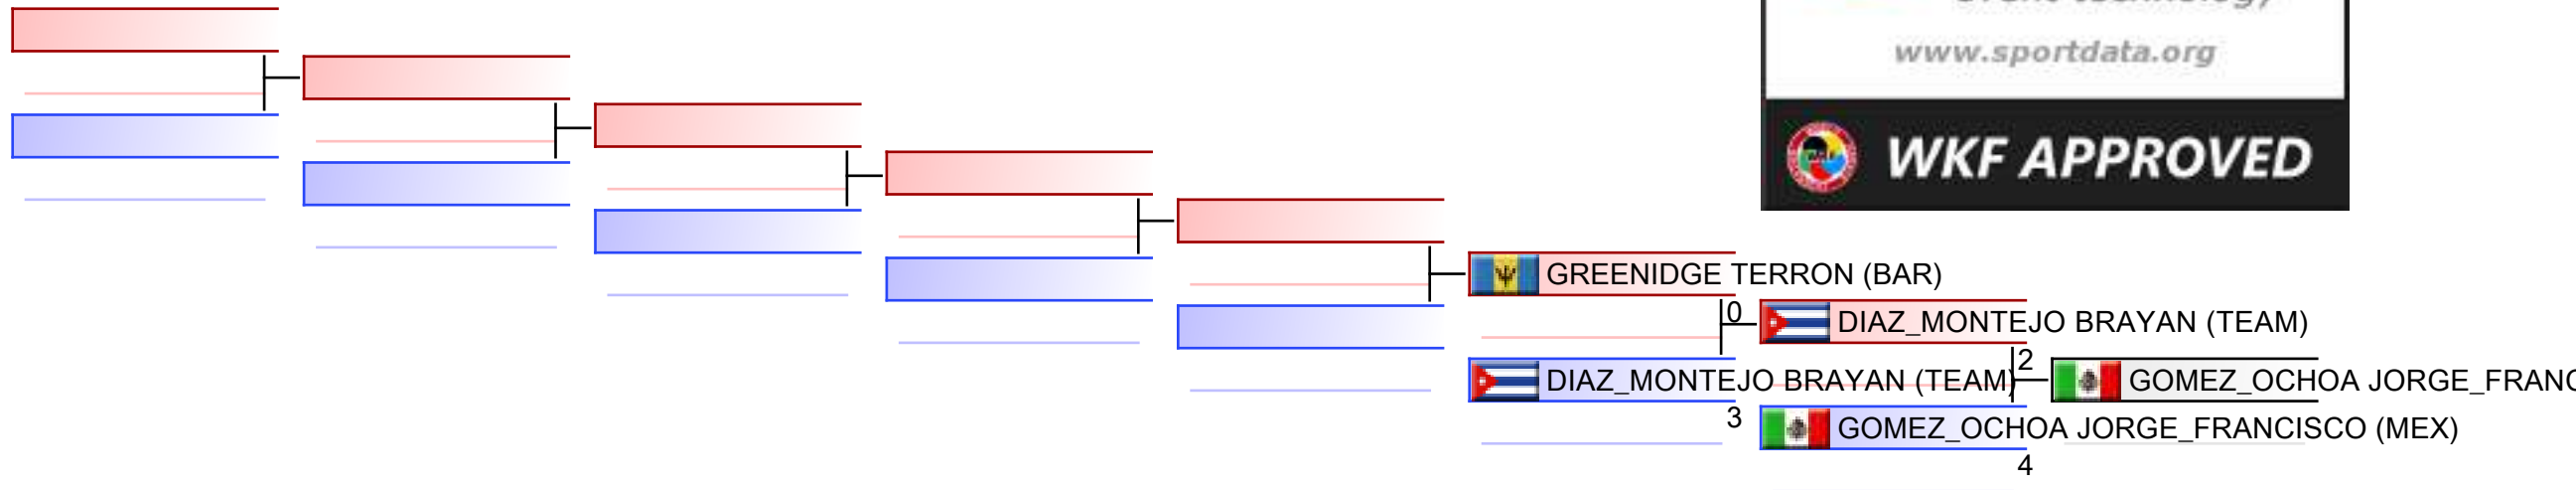 www.sportdata.org
WKF APPROVED
GREENIDGE TERRON (BAR)
0
DIAZ_MONTEJO BRAYAN (TEAM)
2
DIAZ_MONTEJO BRAYAN (TEAM)
GOMEZ_OCHOA JORGE_FRANC
3
GOMEZ_OCHOA JORGE_FRANCISCO (MEX)
4